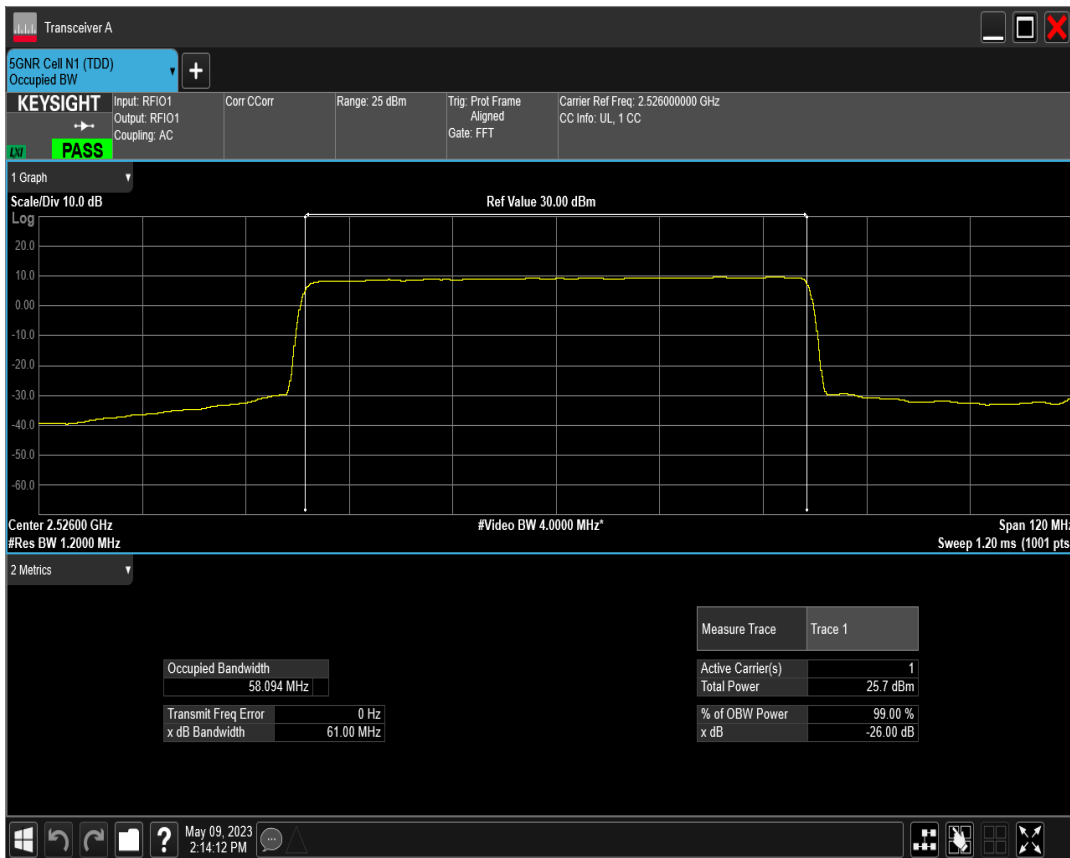 Transceiver A
5GNR Cell N1 (TDD)
Occupied BW
+
KEYSIGHT
LXI
PASS
Input: RFIO1
Output: RFIO1
Coupling: AC
Corr CCorr
Range: 25 dBm
Trig: Prot Frame
Aligned
Gate: FFT
Carrier Ref Freq: 2.526000000 GHz
CC Info: UL, 1 CC
1 Graph
Scale/Div 10.0 dB
Ref Value 30.00 dBm
Log
20.0
10.0
0.00
-10.0
-20.0
-30.0
-40.0
-50.0
-60.0
Center 2.52600 GHz
#Video BW 4.0000 MHz*
Span 120 MHz
#Res BW 1.2000 MHz
Sweep 1.20 ms (1001 pts
2 Metrics
Measure Trace Trace 1
Occupied Bandwidth
58.094 MHz
Active Carrier(s) 1
Total Power 25.7 dBm
Transmit Freq Error 0 Hz
x dB Bandwidth 61.00 MHz
% of OBW Power 99.00 %
x dB -26.00 dB
?
May 09, 2023
2:14:12 PM